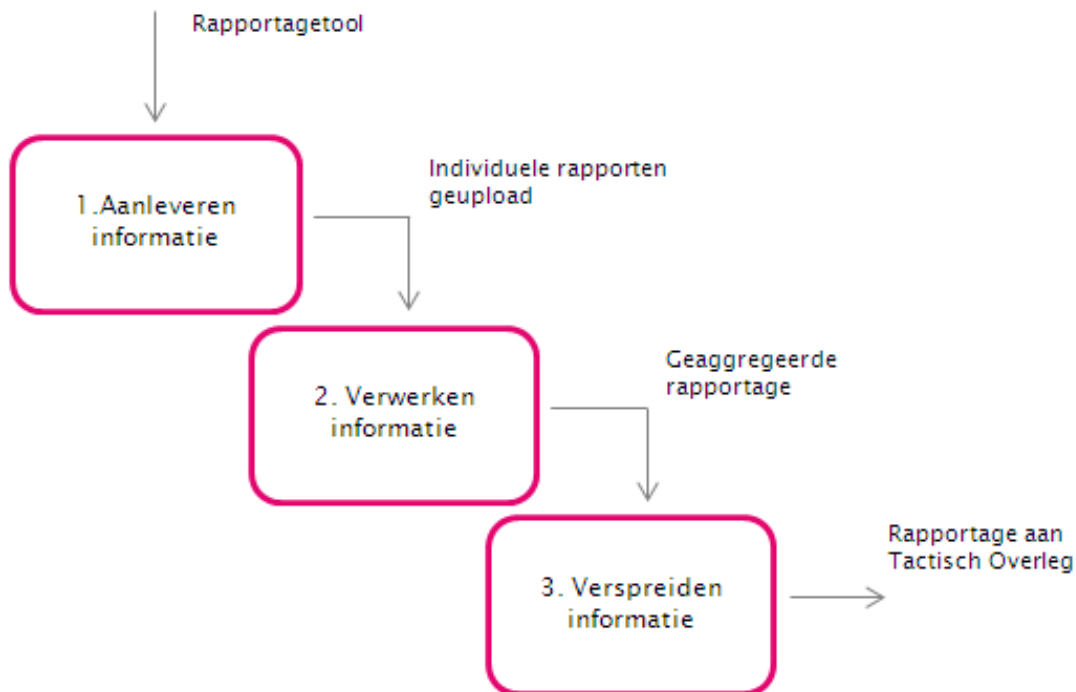 Rapportagetool
1.Aanleveren
informatie
Individuele rapporten
geupload
2. Verwerken
informatie
Geaggregeerde
rapportage
3. Verspreiden
informatie
Rapportage aan
Tactisch Overleg